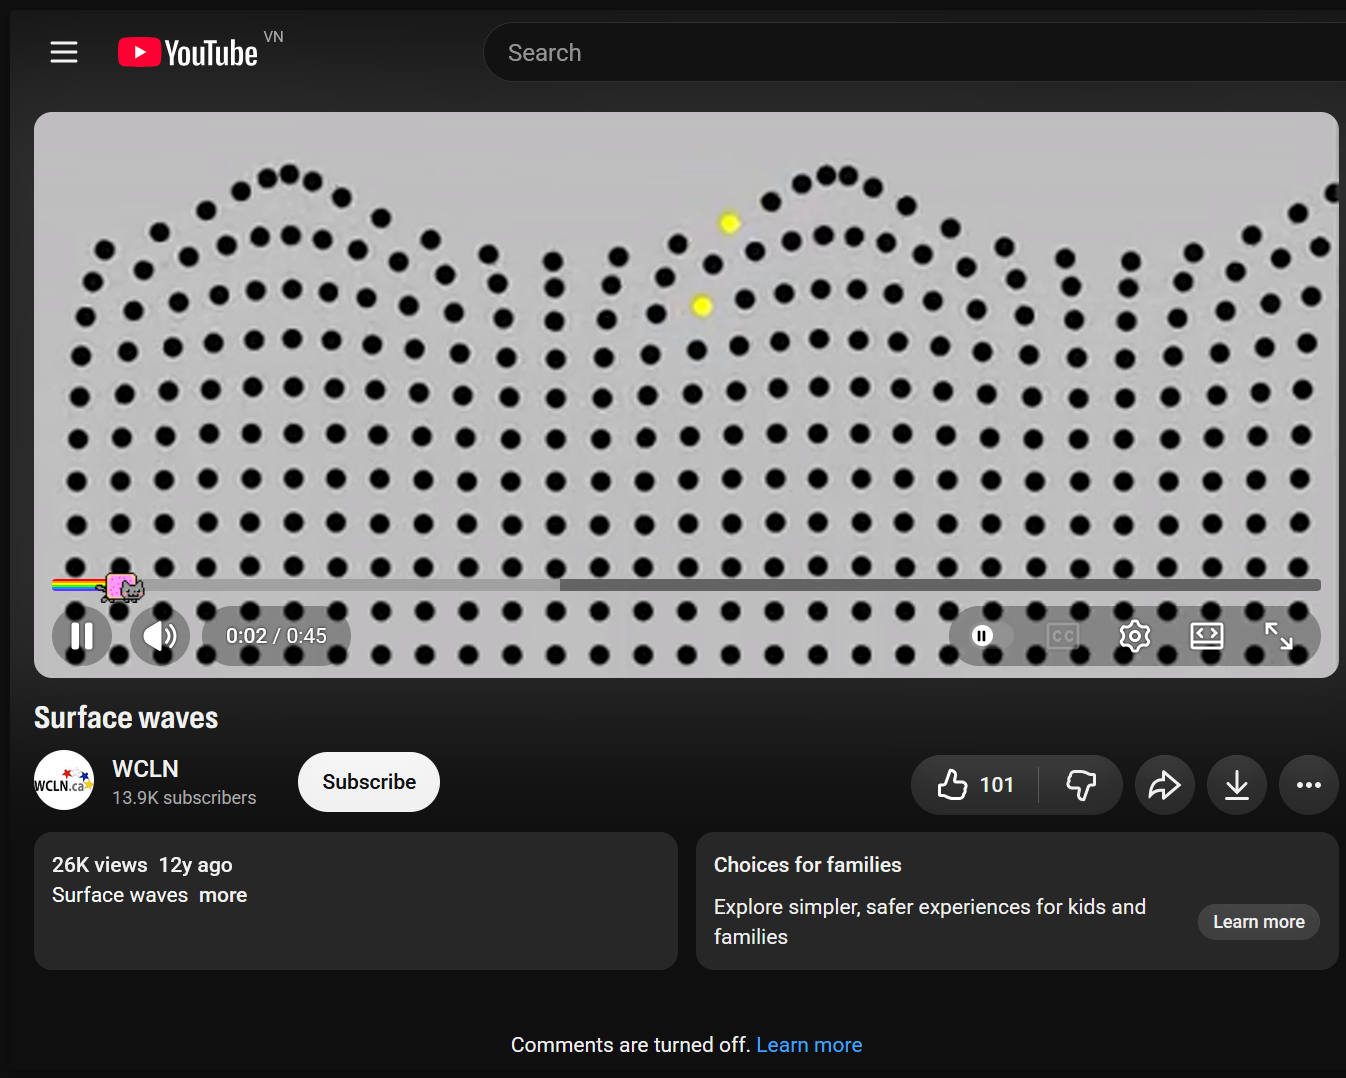 YouTube VN
Search
0:02 / 0:45
CC
Surface waves
WCLN.ca
WCLN
13.9K subscribers
Subscribe
101
26K views 12y ago
Surface waves more
Choices for families
Explore simpler, safer experiences for kids and
families
Learn more
Comments are turned off. Learn more